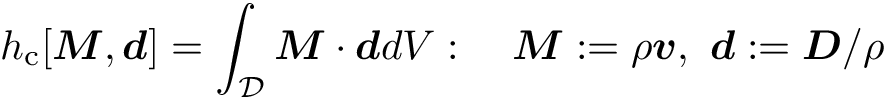 h_c[M, d] = ∫_D M · d dV : M := ρv, d := D/ρ